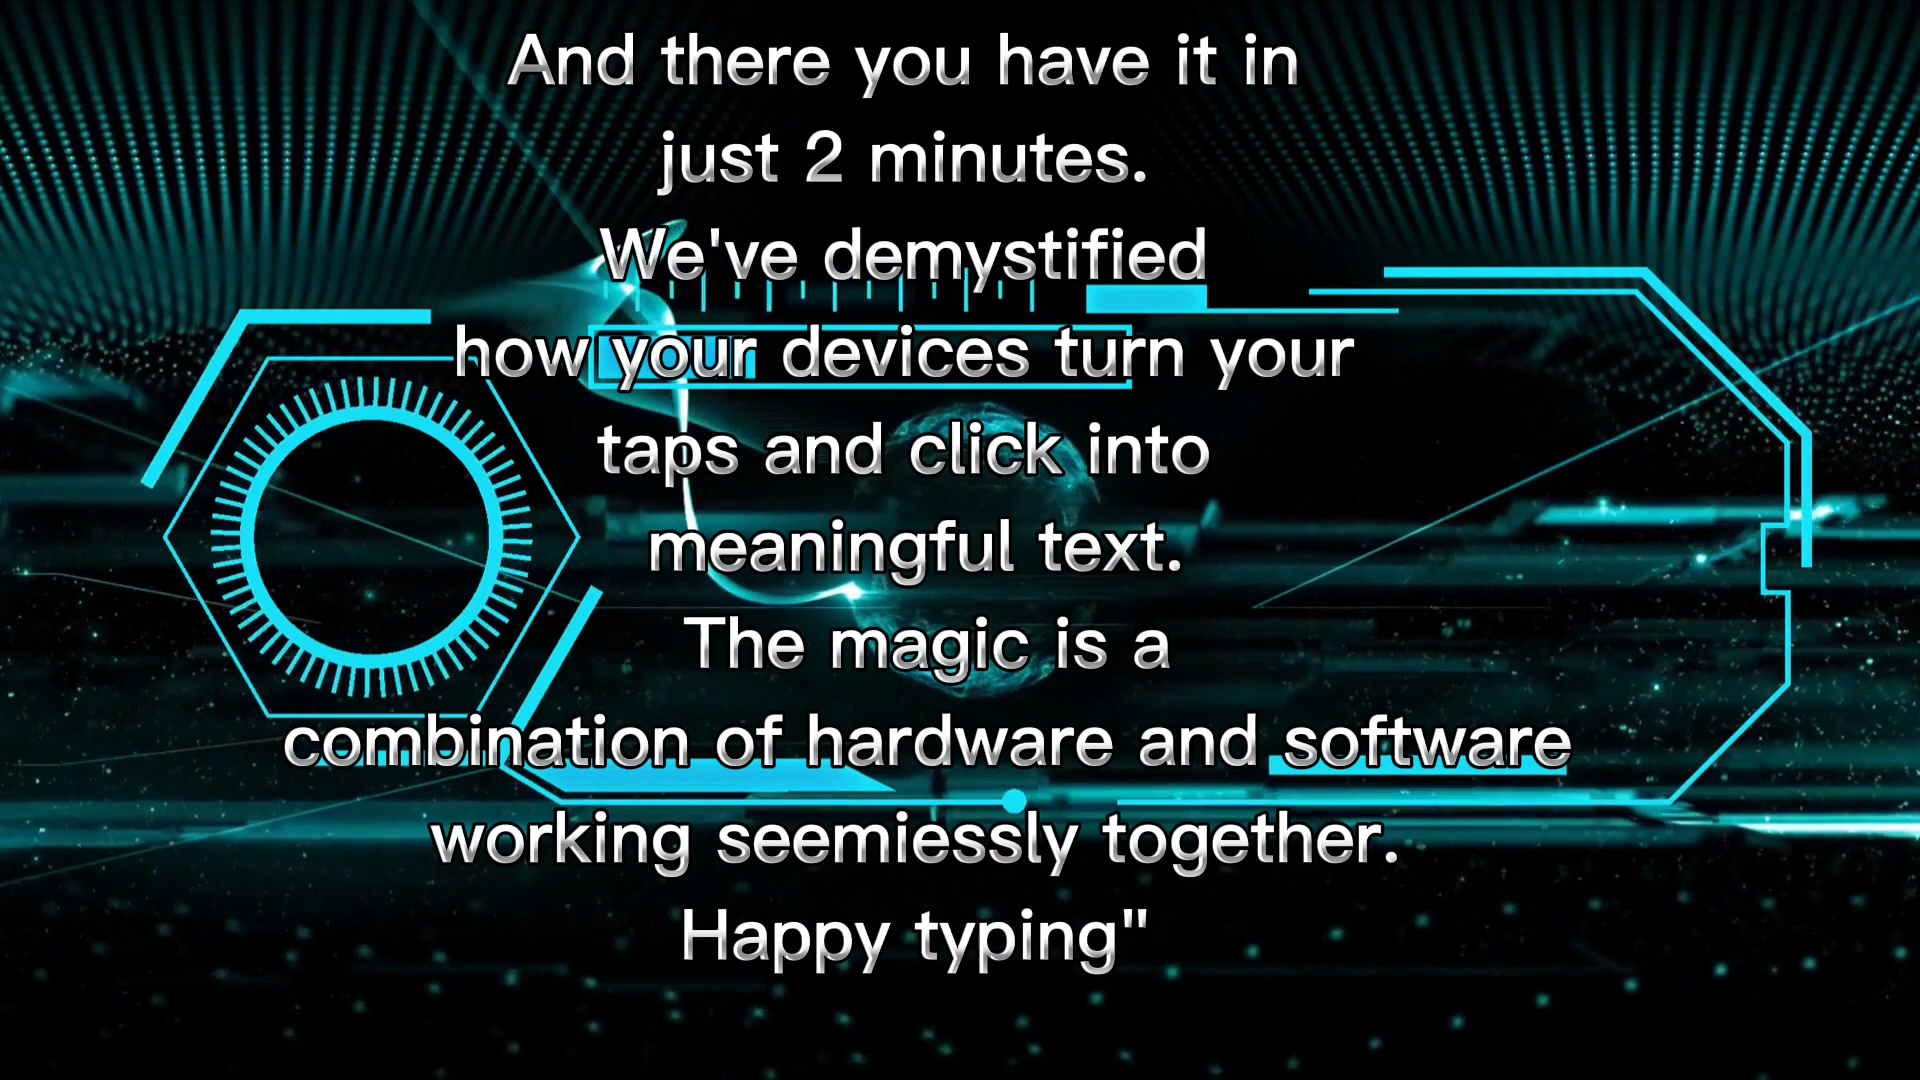 And there you have it in
just 2 minutes.
We've demystified
how your devices turn your
taps and click into
meaningful text.
The magic is a
combination of hardware and software
working seemiessly together.
Happy typing"